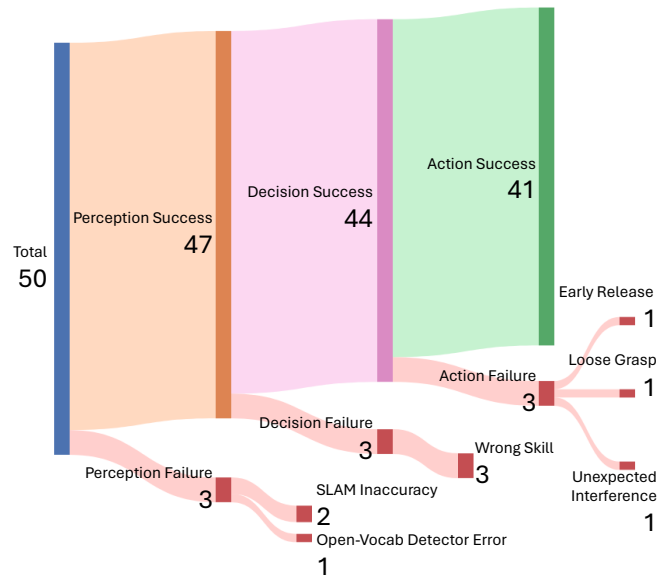 Total
50
Perception Success
47
Decision Success
44
Action Success
41
Perception Failure
3
SLAM Inaccuracy
2
Open-Vocab Detector Error
1
Decision Failure
3
Wrong Skill
3
Action Failure
3
Early Release
1
Loose Grasp
1
Unexpected
Interference
1